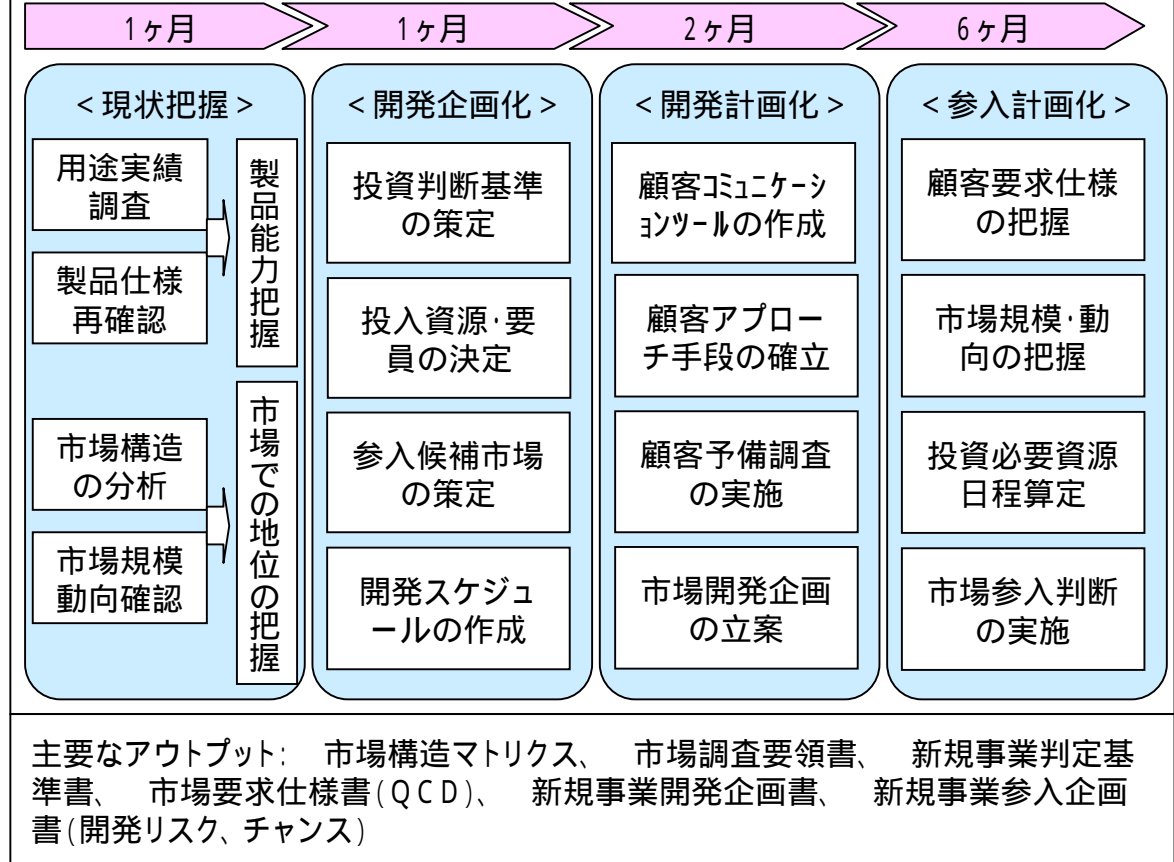 1ヶ月
1ヶ月
2ヶ月
6ヶ月
<現状把握>
用途実績
調査
製品仕様
再確認
製品能力把握
市場構造
の分析
市場規模
動向確認
市場での地位の把握
<開発企画化>
投資判断基準
の策定
投入資源・要
員の決定
参入候補市場
の策定
開発スケジュ
ールの作成
<開発計画化>
顧客ｺﾐｭﾆｹｰｼ
ｮﾝﾂｰﾙの作成
顧客アプロー
チ手段の確立
顧客予備調査
の実施
市場開発企画
の立案
<参入計画化>
顧客要求仕様
の把握
市場規模・動
向の把握
投資必要資源
日程算定
市場参入判断
の実施
主要なアウトプット: 市場構造マトリクス、 市場調査要領書、 新規事業判定基
準書、 市場要求仕様書(QCD)、 新規事業開発企画書、 新規事業参入企画
書(開発リスク、チャンス)